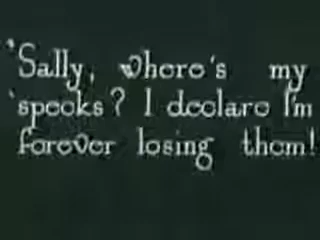 "Sally, where's my
'specks? I declare I'm
forever losing them!